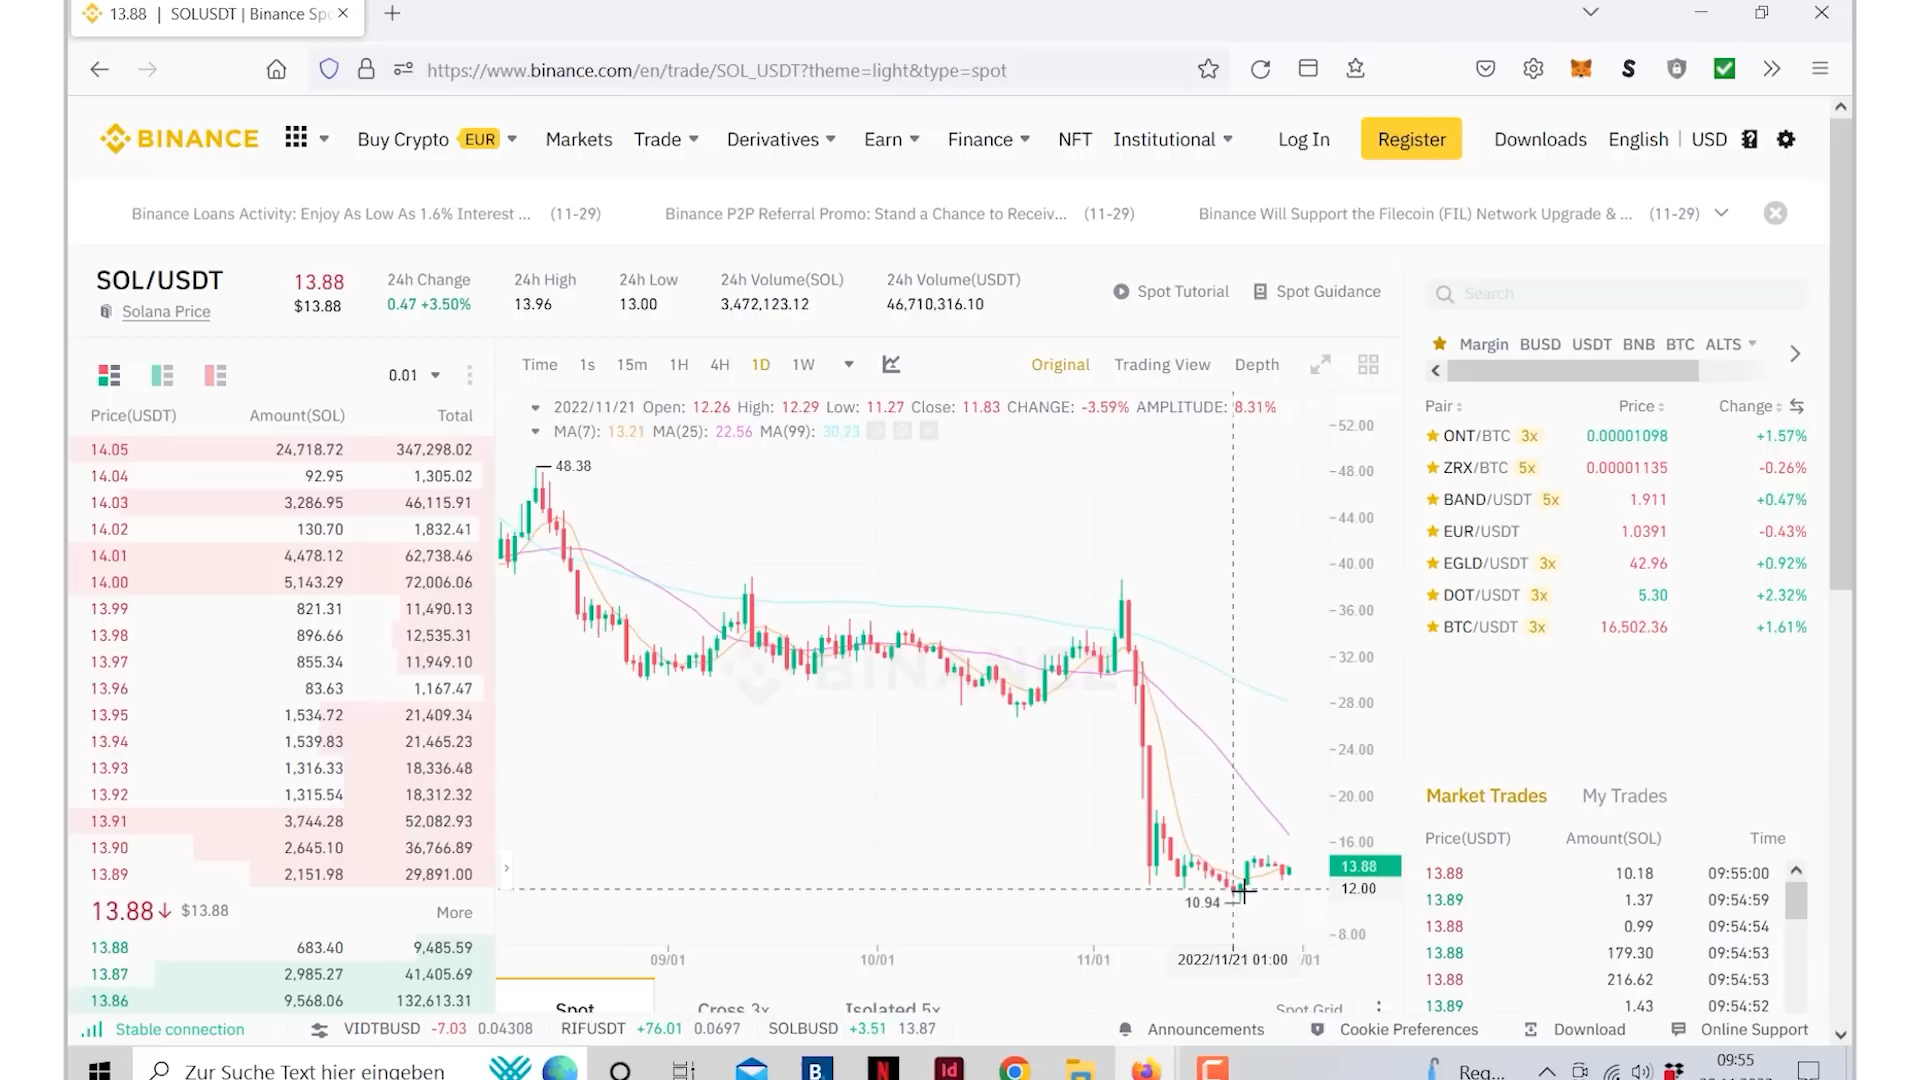 13.88 | SOLUSDT | Binance Spo
https://www.binance.com/en/trade/SOL_USDT?theme=light&type=spot
BINANCE Buy Crypto EUR Markets Trade Derivatives Earn Finance NFT Institutional Log In Register Downloads English USD
Binance Loans Activity: Enjoy As Low As 1.6% Interest ... (11-29) Binance P2P Referral Promo: Stand a Chance to Receiv... (11-29) Binance Will Support the Filecoin (FIL) Network Upgrade & ... (11-29)
SOL/USDT 13.88 24h Change 24h High 24h Low 24h Volume(SOL) 24h Volume(USDT) Spot Tutorial Spot Guidance
Solana Price $13.88 0.47 +3.50% 13.96 13.00 3,472,123.12 46,710,316.10
0.01
Price(USDT) Amount(SOL) Total
14.05 24,718.72 347,298.02
14.04 92.95 1,305.02
14.03 3,286.95 46,115.91
14.02 130.70 1,832.41
14.01 4,478.12 62,738.46
14.00 5,143.29 72,006.06
13.99 821.31 11,490.13
13.98 896.66 12,535.31
13.97 855.34 11,949.10
13.96 83.63 1,167.47
13.95 1,534.72 21,409.34
13.94 1,539.83 21,465.23
13.93 1,316.33 18,336.48
13.92 1,315.54 18,312.32
13.91 3,744.28 52,082.93
13.90 2,645.10 36,766.89
13.89 2,151.98 29,891.00
13.88↓ $13.88 More
13.88 683.40 9,485.59
13.87 2,985.27 41,405.69
13.86 9,568.06 132,613.31
Time 1s 15m 1H 4H 1D 1W Original Trading View Depth
2022/11/21 Open: 12.26 High: 12.29 Low: 11.27 Close: 11.83 CHANGE: -3.59% AMPLITUDE: 8.31%
MA(7): 13.21 MA(25): 22.56 MA(99): 30.23
48.38
BINANCE
10.94
52.00
48.00
44.00
40.00
36.00
32.00
28.00
24.00
20.00
16.00
13.88
12.00
8.00
09/01 10/01 11/01 2022/11/21 01:00 /01
Spot Cross 3x Isolated 5x Spot Grid
Search
Margin BUSD USDT BNB BTC ALTS
Pair Price Change
ONT/BTC 3x 0.00001098 +1.57%
ZRX/BTC 5x 0.00001135 -0.26%
BAND/USDT 5x 1.911 +0.47%
EUR/USDT 1.0391 -0.43%
EGLD/USDT 3x 42.96 +0.92%
DOT/USDT 3x 5.30 +2.32%
BTC/USDT 3x 16,502.36 +1.61%
Market Trades My Trades
Price(USDT) Amount(SOL) Time
13.88 10.18 09:55:00
13.89 1.37 09:54:59
13.88 0.99 09:54:54
13.88 179.30 09:54:53
13.88 216.62 09:54:53
13.89 1.43 09:54:52
Stable connection VIDTBUSD -7.03 0.04308 RIFUSDT +76.01 0.0697 SOLBUSD +3.51 13.87 Announcements Cookie Preferences Download Online Support
Zur Suche Text hier eingeben B. N Id Reg... 09:55